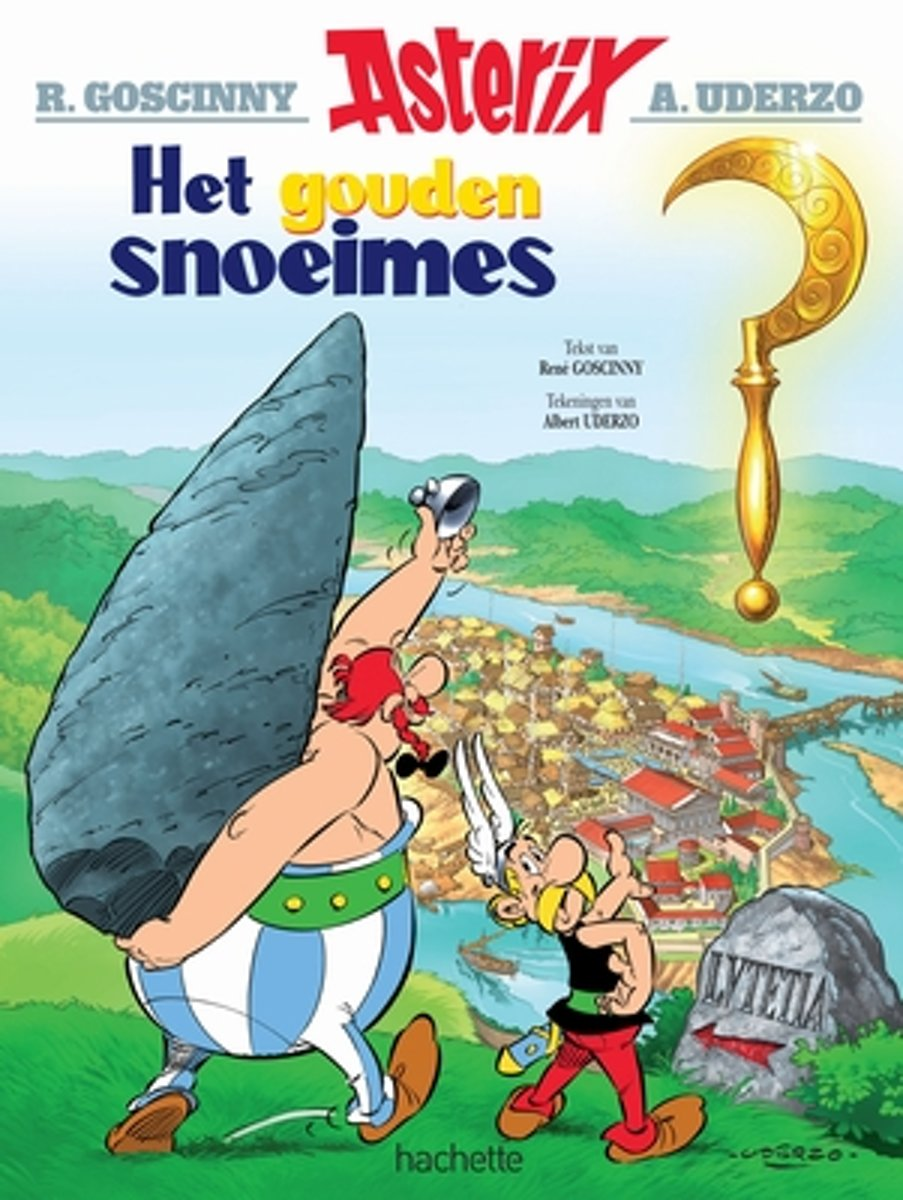 R. GOSCINNY
Asterix
A. UDERZO
Het gouden
snoeimes
Tekst van
René GOSCINNY
Tekeningen van
Albert UDERZO
LVTETIA
hachette
UDERZO